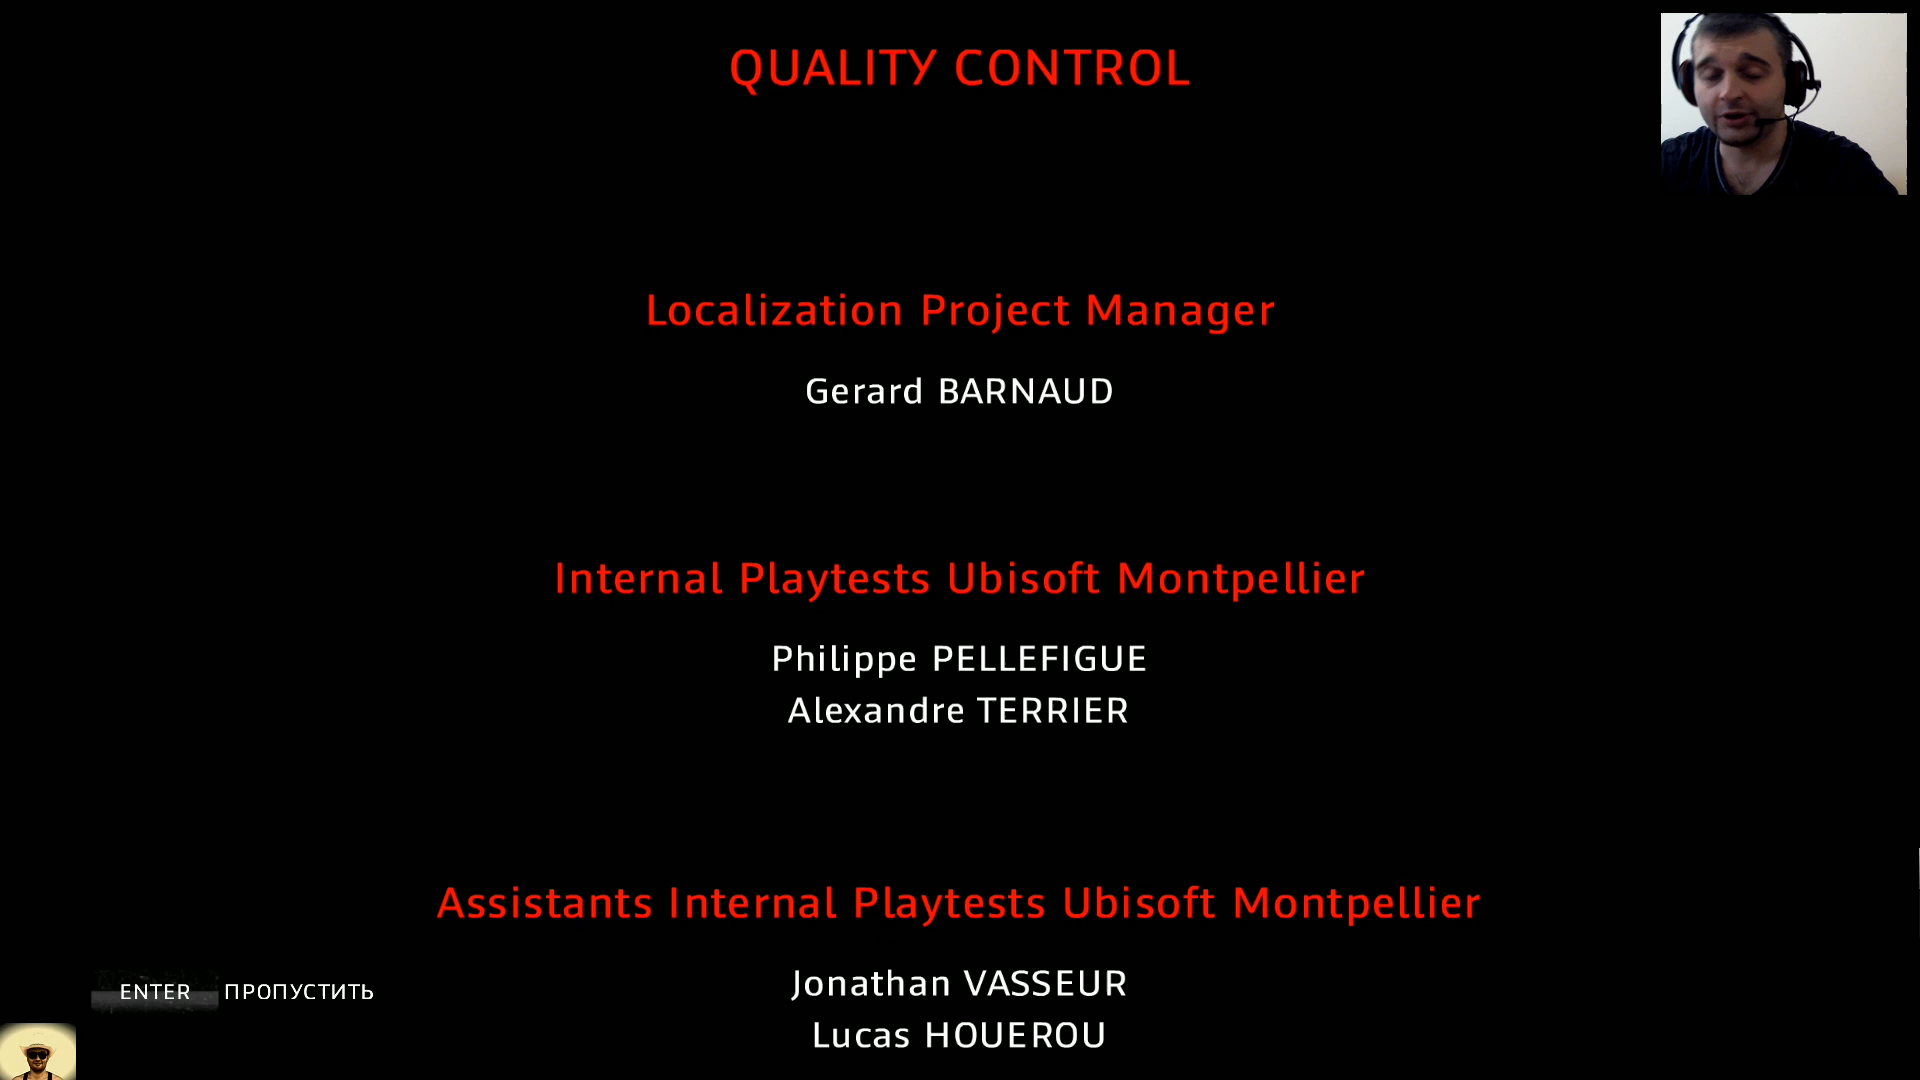 QUALITY CONTROL
Localization Project Manager
Gerard BARNAUD
Internal Playtests Ubisoft Montpellier
Philippe PELLEFIGUE
Alexandre TERRIER
Assistants Internal Playtests Ubisoft Montpellier
Jonathan VASSEUR
Lucas HOUEROU
ENTER ПРОПУСТИТЬ